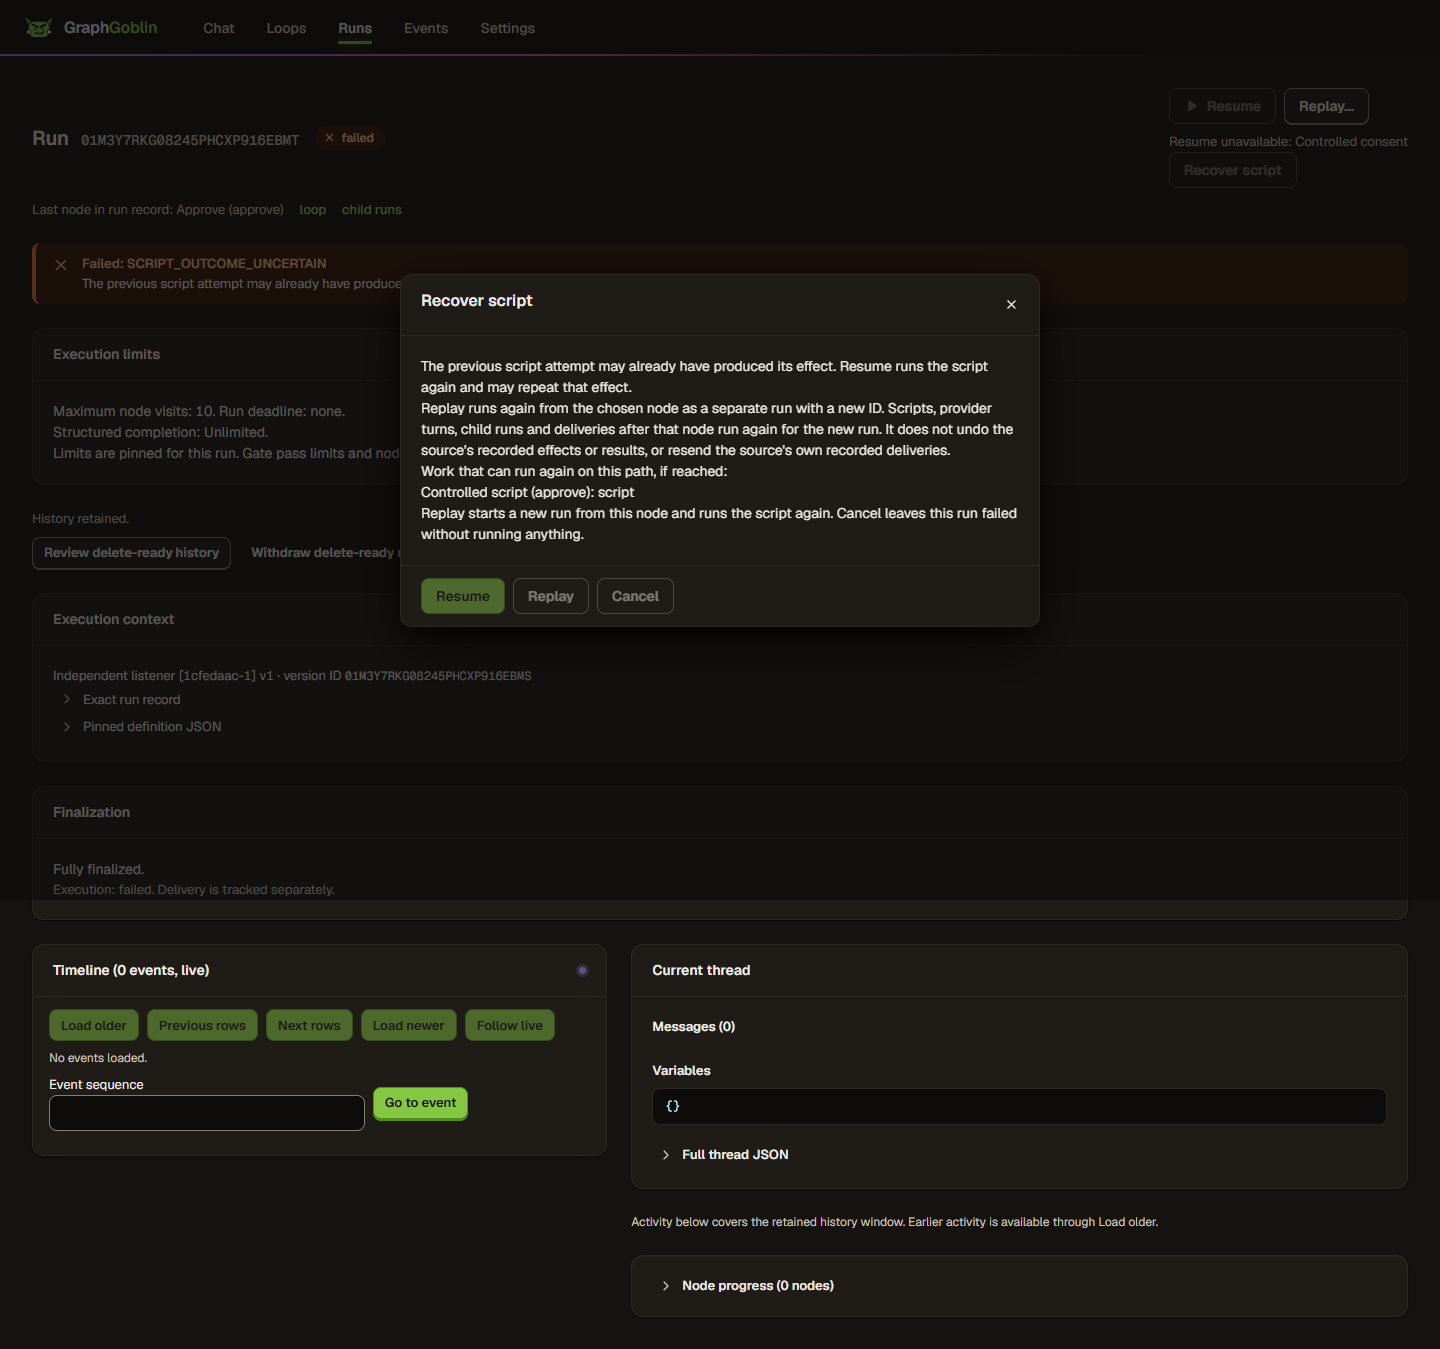 GraphGoblin
Chat
Loops
Runs
Events
Settings
Resume
Replay...
Run 01M3Y7RKG08245PHCXP916EBMT
failed
Resume unavailable: Controlled consent
Recover script
Last node in run record: Approve (approve)
loop
child runs
Failed: SCRIPT_OUTCOME_UNCERTAIN
The previous script attempt may already have produce
Recover script
The previous script attempt may already have produced its effect. Resume runs the script
again and may repeat that effect.
Replay runs again from the chosen node as a separate run with a new ID. Scripts, provider
turns, child runs and deliveries after that node run again for the new run. It does not undo the
source's recorded effects or results, or resend the source's own recorded deliveries.
Work that can run again on this path, if reached:
Controlled script (approve): script
Replay starts a new run from this node and runs the script again. Cancel leaves this run failed
without running anything.
Resume
Replay
Cancel
Execution limits
Maximum node visits: 10. Run deadline: none.
Structured completion: Unlimited.
Limits are pinned for this run. Gate pass limits and nod
History retained.
Review delete-ready history
Withdraw delete-ready
Execution context
Independent listener [1cfedaac-1] v1 · version ID 01M3Y7RKG08245PHCXP916EBMS
Exact run record
Pinned definition JSON
Finalization
Fully finalized.
Execution: failed. Delivery is tracked separately.
Timeline (0 events, live)
Load older
Previous rows
Next rows
Load newer
Follow live
No events loaded.
Event sequence
Go to event
Current thread
Messages (0)
Variables
{}
Full thread JSON
Activity below covers the retained history window. Earlier activity is available through Load older.
Node progress (0 nodes)